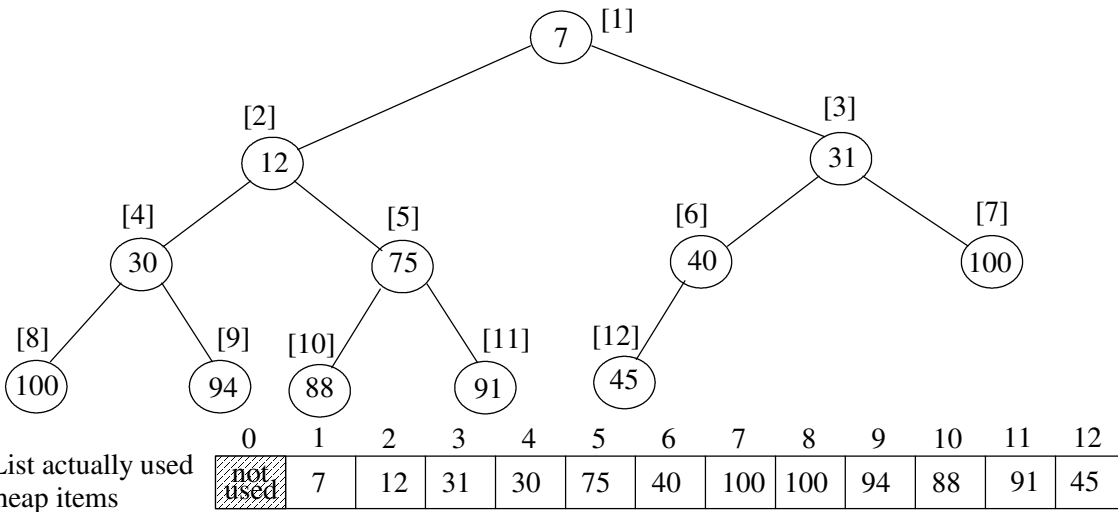 7 [1]
[2] [3]
12 31
[4] [5] [6] [7]
30 75 40 100
[8] [9] [10] [11] [12]
100 94 88 91 45
0 1 2 3 4 5 6 7 8 9 10 11 12
List actually used
not used 7 12 31 30 75 40 100 100 94 88 91 45
heap items